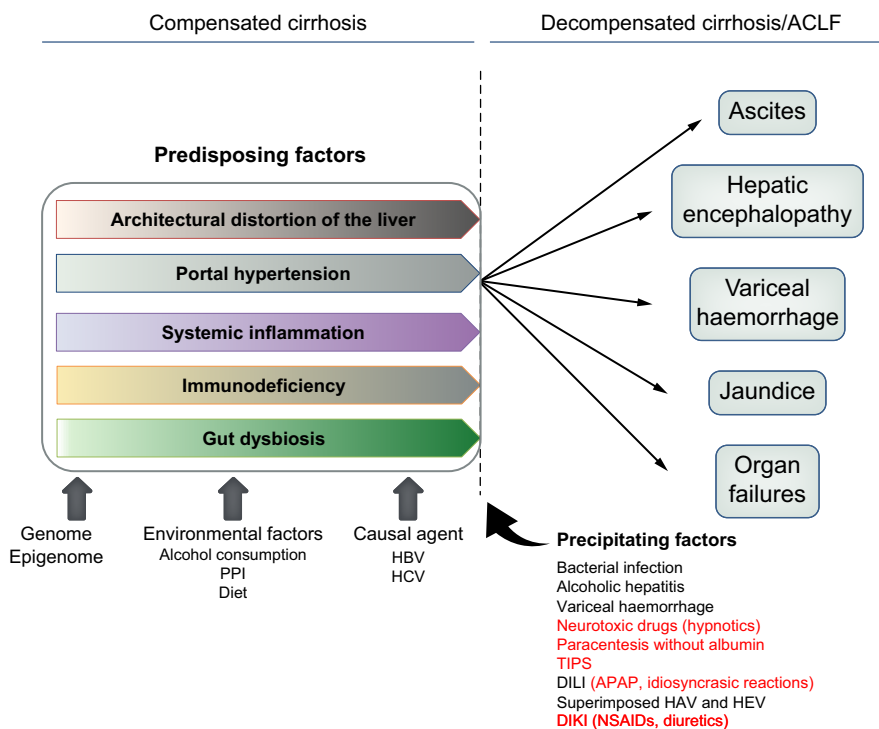 Compensated cirrhosis
Decompensated cirrhosis/ACLF
Predisposing factors
Architectural distortion of the liver
Portal hypertension
Systemic inflammation
Immunodeficiency
Gut dysbiosis
Genome
Epigenome
Environmental factors
Alcohol consumption
PPI
Diet
Causal agent
HBV
HCV
Ascites
Hepatic
encephalopathy
Variceal
haemorrhage
Jaundice
Organ
failures
Precipitating factors
Bacterial infection
Alcoholic hepatitis
Variceal haemorrhage
Neurotoxic drugs (hypnotics)
Paracentesis without albumin
TIPS
DILI (APAP, idiosyncrasic reactions)
Superimposed HAV and HEV
DIKI (NSAIDs, diuretics)